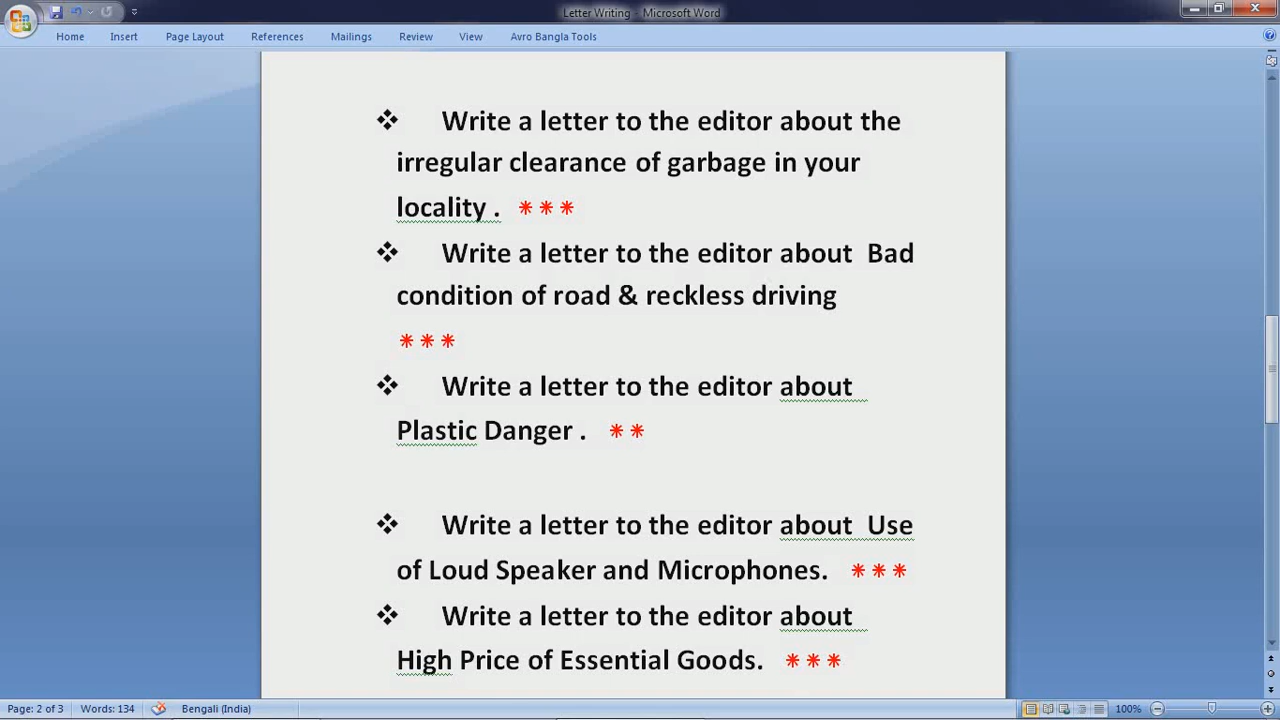 Letter Writing - Microsoft Word
Home Insert Page Layout References Mailings Review View Avro Bangla Tools
❖ Write a letter to the editor about the
irregular clearance of garbage in your
locality . ***
❖ Write a letter to the editor about Bad
condition of road & reckless driving
***
❖ Write a letter to the editor about
Plastic Danger . **
❖ Write a letter to the editor about Use
of Loud Speaker and Microphones. ***
❖ Write a letter to the editor about
High Price of Essential Goods. ***
Page: 2 of 3 Words: 134 Bengali (India) 100%